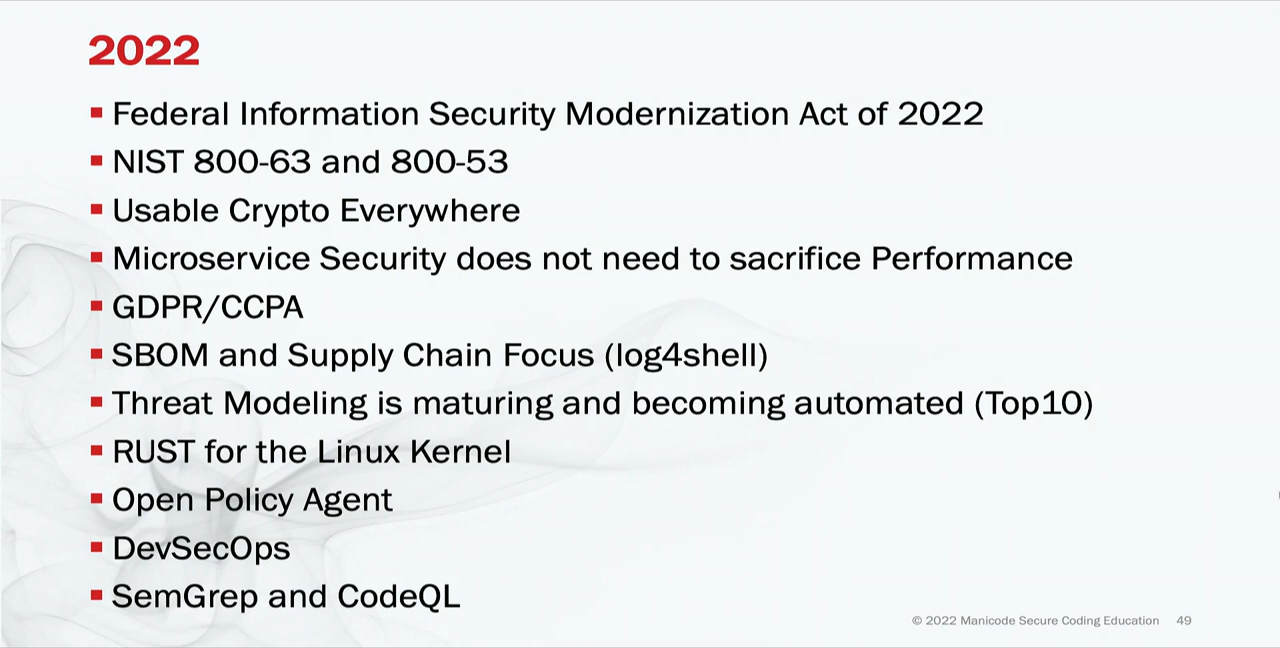 2022
Federal Information Security Modernization Act of 2022
NIST 800-63 and 800-53
Usable Crypto Everywhere
Microservice Security does not need to sacrifice Performance
GDPR/CCPA
SBOM and Supply Chain Focus (log4shell)
Threat Modeling is maturing and becoming automated (Top10)
RUST for the Linux Kernel
Open Policy Agent
DevSecOps
SemGrep and CodeQL
© 2022 Manicode Secure Coding Education 49